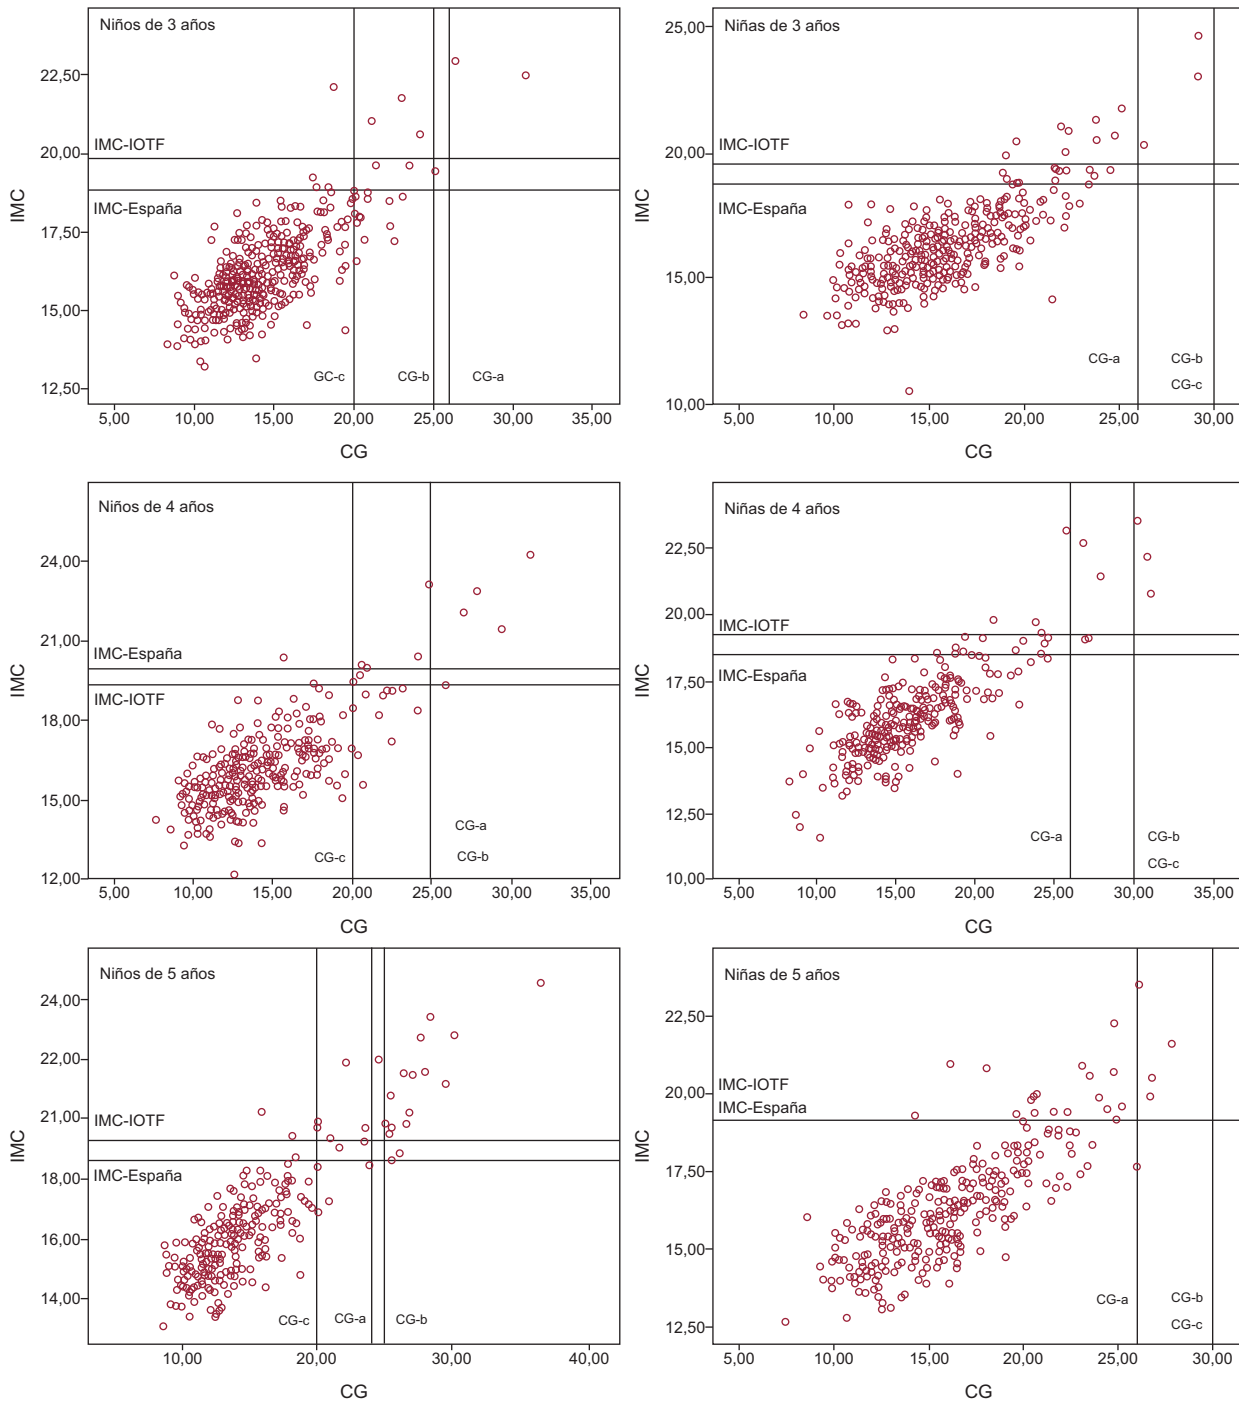 Niños de 3 años
22,50
20,00
17,50
15,00
12,50
IMC
IMC-IOTF
IMC-España
GC-c
CG-b
CG-a
5,00 10,00 15,00 20,00 25,00 30,00 35,00
CG
Niñas de 3 años
25,00
20,00
15,00
10,00
IMC
IMC-IOTF
IMC-España
CG-a
CG-b
CG-c
5,00 10,00 15,00 20,00 25,00 30,00
CG
Niños de 4 años
24,00
21,00
18,00
15,00
12,00
IMC
IMC-España
IMC-IOTF
CG-c
CG-a
CG-b
5,00 10,00 15,00 20,00 25,00 30,00 35,00
CG
Niñas de 4 años
22,50
20,00
17,50
15,00
12,50
10,00
IMC
IMC-IOTF
IMC-España
CG-a
CG-b
CG-c
5,00 10,00 15,00 20,00 25,00 30,00 35,00
CG
Niños de 5 años
24,00
22,00
21,00
18,00
16,00
14,00
IMC
IMC-IOTF
IMC-España
CG-c
CG-a
CG-b
10,00 20,00 30,00 40,00
CG
Niñas de 5 años
22,50
20,00
17,50
15,00
12,50
IMC
IMC-IOTF
IMC-España
CG-a
CG-b
CG-c
5,00 10,00 15,00 20,00 25,00 30,00
CG